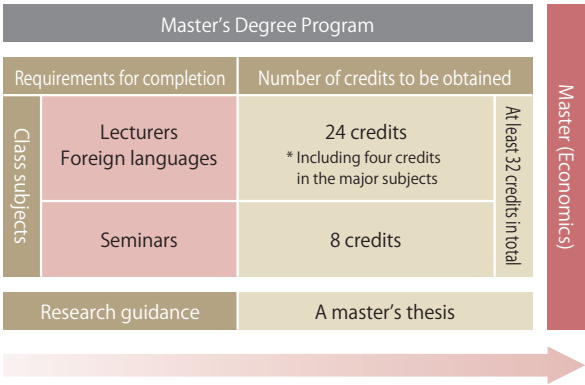 Master's Degree Program
Requirements for completion
Number of credits to be obtained
Class subjects
Lecturers
Foreign languages
24 credits
* Including four credits
in the major subjects
Seminars
8 credits
At least 32 credits in total
Research guidance
A master's thesis
Master (Economics)